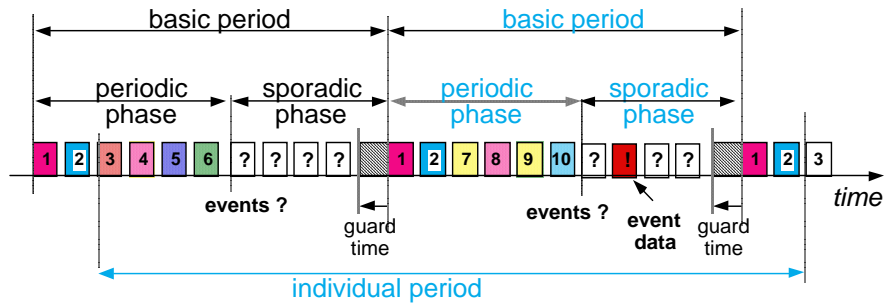 basic period basic period
periodic phase sporadic phase periodic phase sporadic phase
1 2 3 4 5 6 ? ? ? ? 1 2 7 8 9 10 ? ! ? ? 1 2 3
time
events ? guard time events ? event data guard time
individual period